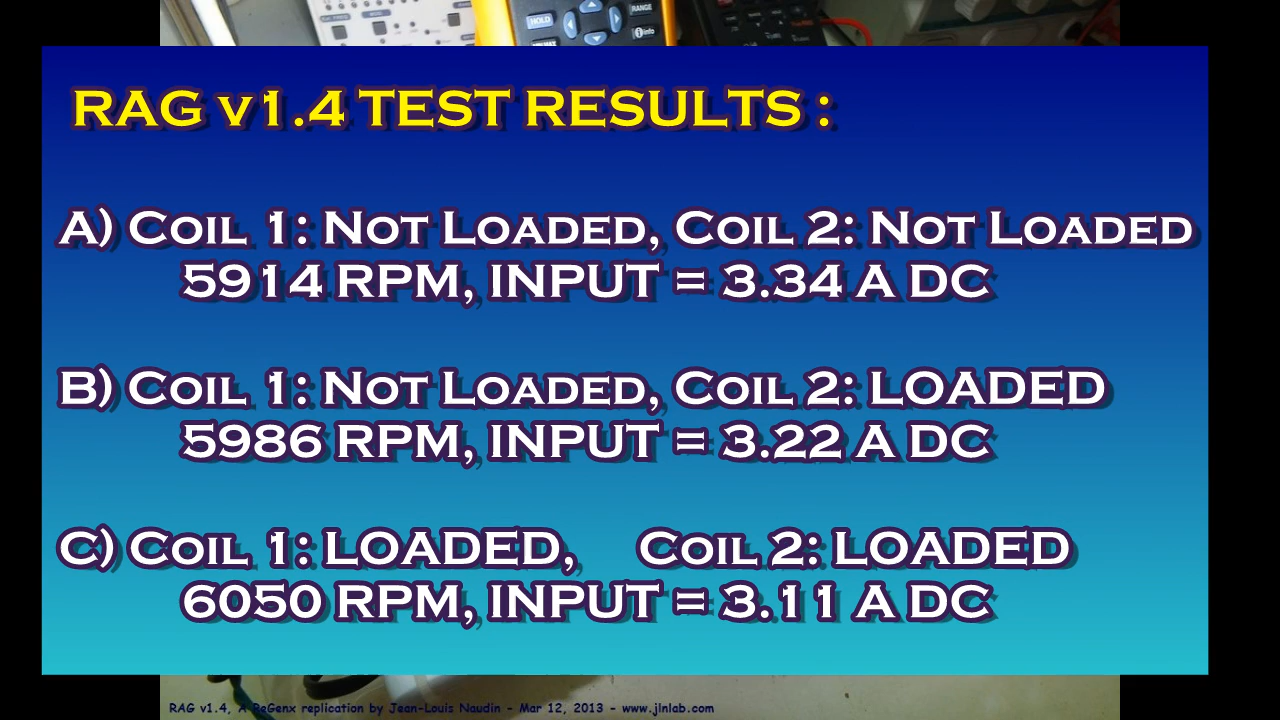 HOLD
RANGE
info
RAG v1.4 TEST RESULTS :
A) Coil 1: Not Loaded, Coil 2: Not Loaded
5914 RPM, INPUT = 3.34 A DC
B) Coil 1: Not Loaded, Coil 2: LOADED
5986 RPM, INPUT = 3.22 A DC
C) Coil 1: LOADED, Coil 2: LOADED
6050 RPM, INPUT = 3.11 A DC
RAG v1.4, A ReGenx replication by Jean-Louis Naudin - Mar 12, 2013 - www.jlnlab.com